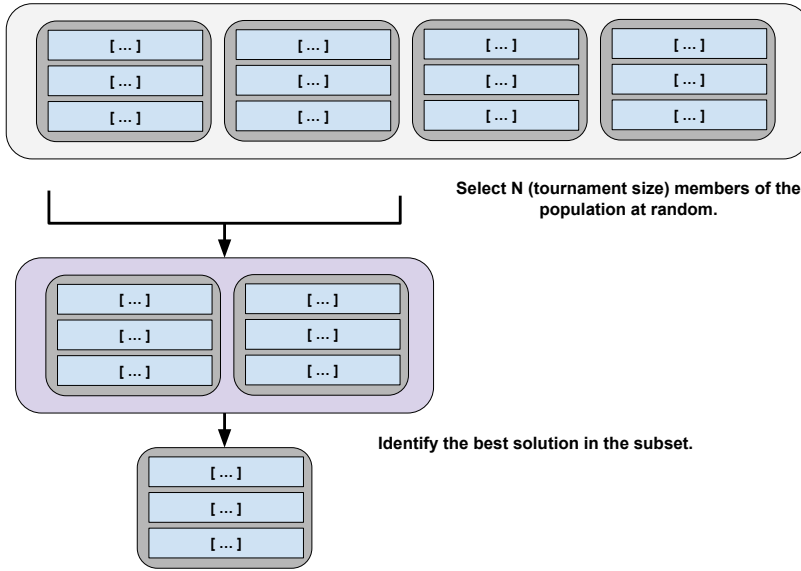 [ ... ] [ ... ] [ ... ] [ ... ]
[ ... ] [ ... ] [ ... ] [ ... ]
[ ... ] [ ... ] [ ... ] [ ... ]
Select N (tournament size) members of the
population at random.
[ ... ] [ ... ]
[ ... ] [ ... ]
[ ... ] [ ... ]
Identify the best solution in the subset.
[ ... ]
[ ... ]
[ ... ]